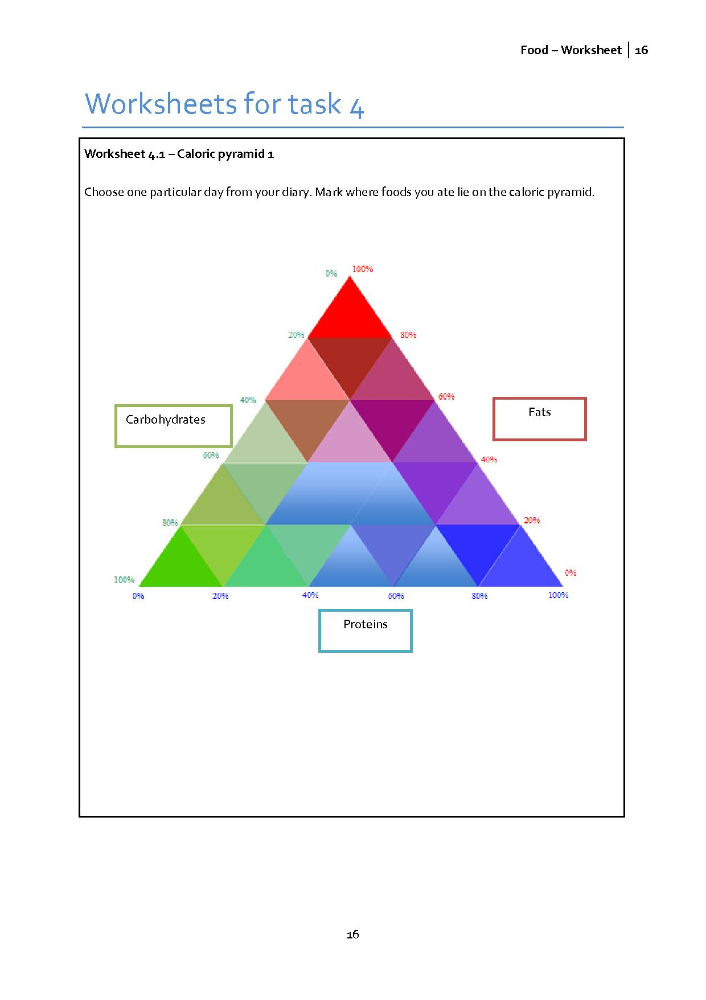 Food – Worksheet 16
Worksheets for task 4
Worksheet 4.1 – Caloric pyramid 1
Choose one particular day from your diary. Mark where foods you ate lie on the caloric pyramid.
0% 100%
20% 80%
40% 60%
Carbohydrates Fats
60% 40%
80% 20%
100% 0%
0% 20% 40% 60% 80% 100%
Proteins
16